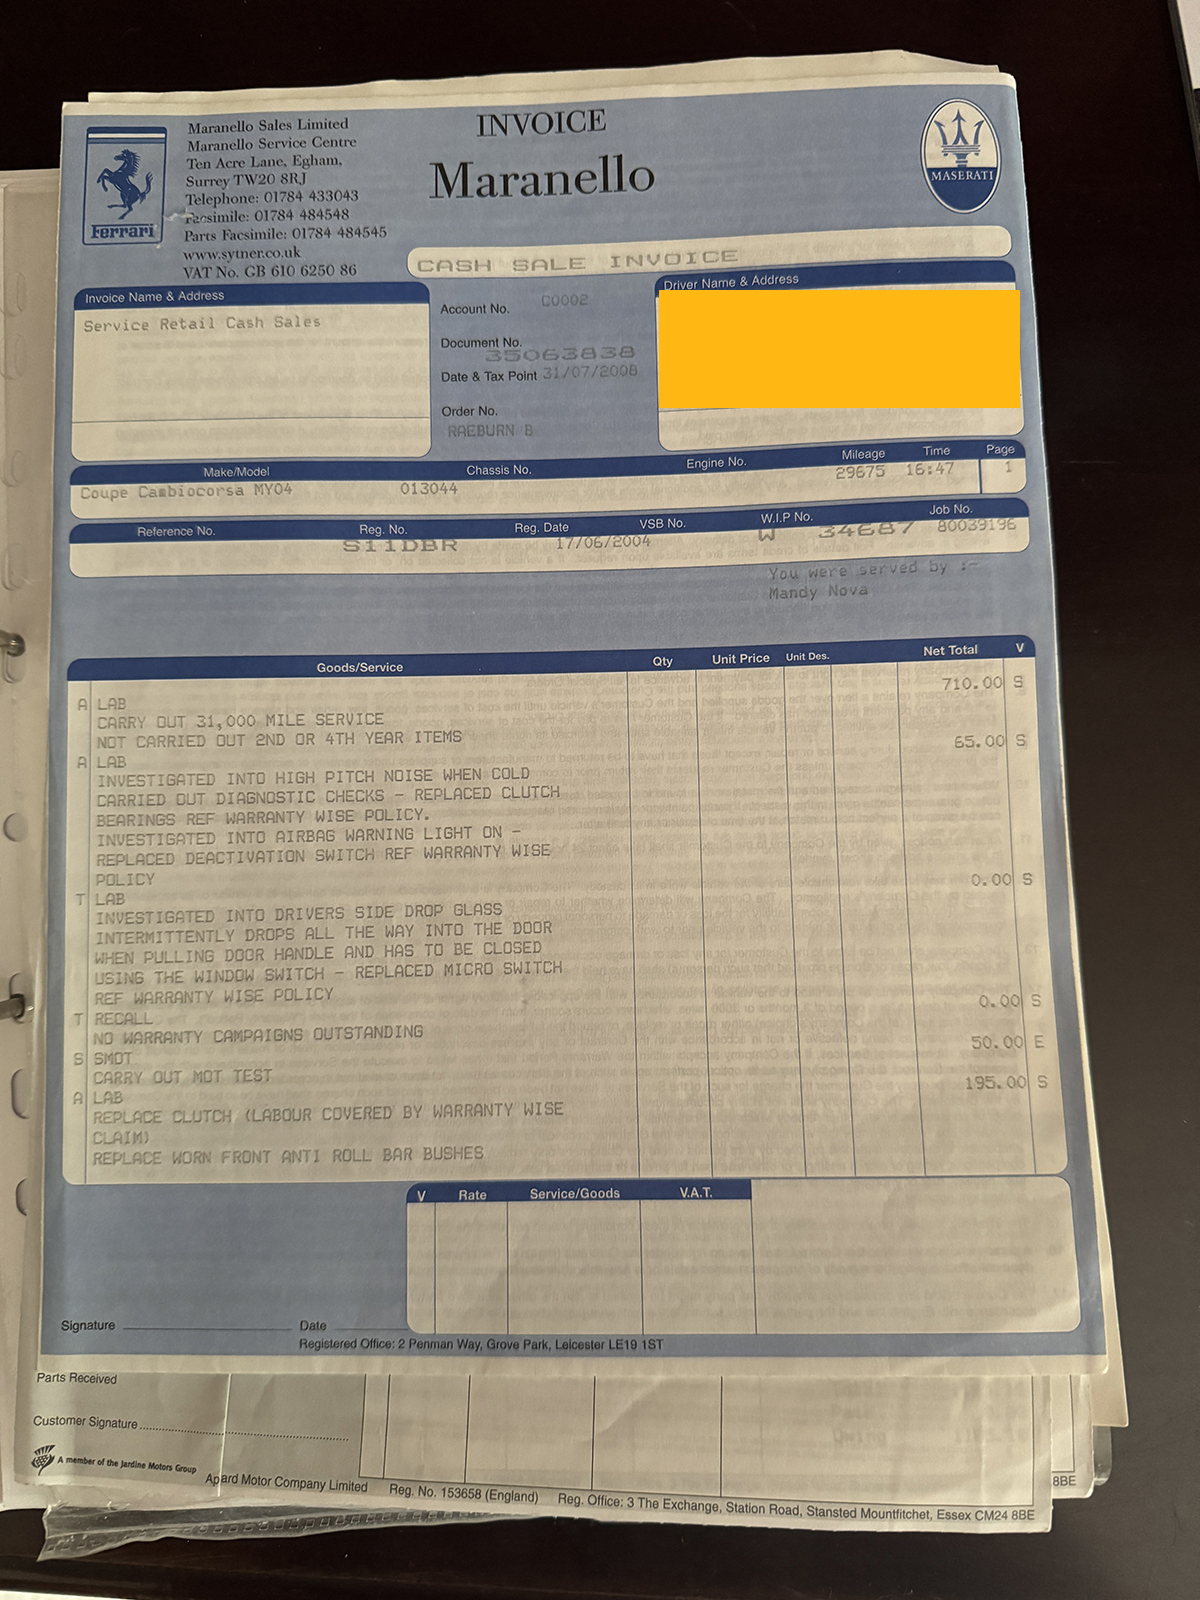 INVOICE
Maranello
Ferrari
Maranello Sales Limited
Maranello Service Centre
Ten Acre Lane, Egham,
Surrey TW20 8RJ
Telephone: 01784 433043
Facsimile: 01784 484548
Parts Facsimile: 01784 484545
www.sytner.co.uk
VAT No. GB 610 6250 86
MASERATI
CASH SALE INVOICE
Invoice Name & Address
Service Retail Cash Sales
Account No. C0002
Document No.
35063838
Date & Tax Point 31/07/2008
Order No.
RAEBURN B
Driver Name & Address
Make/Model Chassis No. Engine No. Mileage Time Page
Coupe Cambiocorsa MY04 013044 29675 16:47 1
Reference No. Reg. No. Reg. Date VSB No. W.I.P No. Job No.
S11DBR 17/06/2004 W 34687 80039196
You were served by :-
Mandy Nova
Goods/Service Qty Unit Price Unit Des. Net Total V
A LAB 710.00 S
CARRY OUT 31,000 MILE SERVICE
NOT CARRIED OUT 2ND OR 4TH YEAR ITEMS
A LAB 65.00 S
INVESTIGATED INTO HIGH PITCH NOISE WHEN COLD
CARRIED OUT DIAGNOSTIC CHECKS - REPLACED CLUTCH
BEARINGS REF WARRANTY WISE POLICY.
INVESTIGATED INTO AIRBAG WARNING LIGHT ON -
REPLACED DEACTIVATION SWITCH REF WARRANTY WISE
POLICY
T LAB 0.00 S
INVESTIGATED INTO DRIVERS SIDE DROP GLASS
INTERMITTENTLY DROPS ALL THE WAY INTO THE DOOR
WHEN PULLING DOOR HANDLE AND HAS TO BE CLOSED
USING THE WINDOW SWITCH - REPLACED MICRO SWITCH
REF WARRANTY WISE POLICY
T RECALL 0.00 S
NO WARRANTY CAMPAIGNS OUTSTANDING
S SMOT 50.00 E
CARRY OUT MOT TEST
A LAB 195.00 S
REPLACE CLUTCH (LABOUR COVERED BY WARRANTY WISE
CLAIM)
REPLACE WORN FRONT ANTI ROLL BAR BUSHES
V Rate Service/Goods V.A.T.
Signature Date
Registered Office: 2 Penman Way, Grove Park, Leicester LE19 1ST
Parts Received
Customer Signature
A member of the Jardine Motors Group
Apard Motor Company Limited Reg. No. 153658 (England) Reg. Office: 3 The Exchange, Station Road, Stansted Mountfitchet, Essex CM24 8BE
8BE